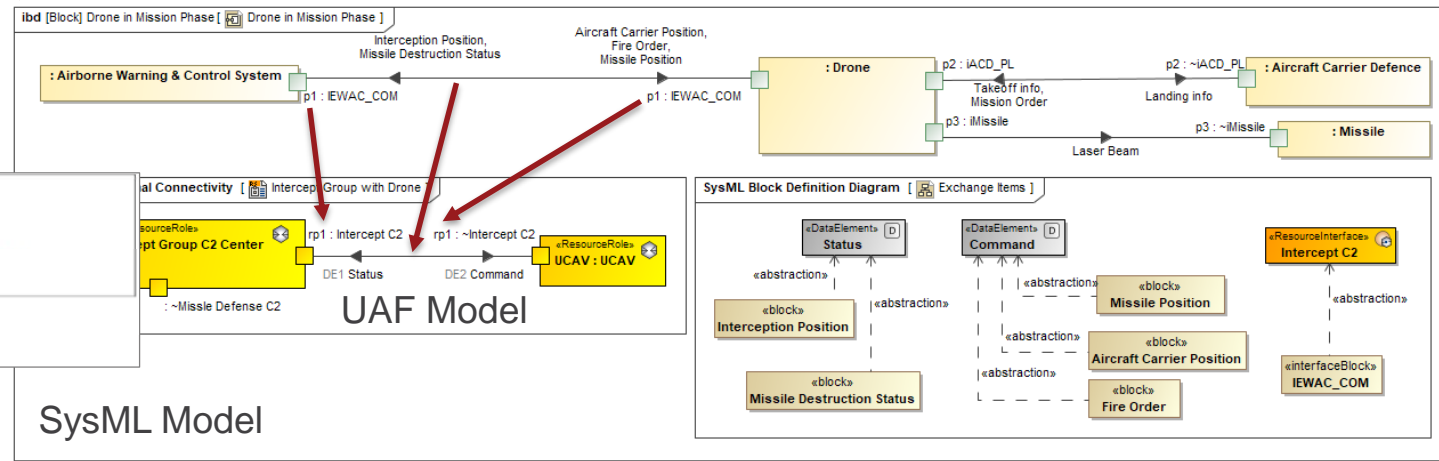 ibd [Block] Drone in Mission Phase [ Drone in Mission Phase ]
Interception Position,
Missile Destruction Status
Aircraft Carrier Position,
Fire Order,
Missile Position
: Airborne Warning & Control System
p1 : IEWAC_COM
p1 : IEWAC_COM
: Drone
p2 : iACD_PL
p2 : ~iACD_PL
: Aircraft Carrier Defence
Takeoff info,
Mission Order
Landing info
p3 : iMissile
p3 : ~iMissile
: Missile
Laser Beam
nal Connectivity [ Intercept Group with Drone ]
sourceRole»
ept Group C2 Center
rp1 : Intercept C2
rp1 : ~Intercept C2
«ResourceRole»
UCAV : UCAV
DE1 Status
DE2 Command
: ~Missle Defense C2
UAF Model
SysML Model
SysML Block Definition Diagram [ Exchange Items ]
«DataElement» D
Status
«DataElement» D
Command
«ResourceInterface»
Intercept C2
«abstraction»
«abstraction»
«abstraction»
«abstraction»
«abstraction»
«abstraction»
«block»
Interception Position
«block»
Missile Destruction Status
«block»
Missile Position
«block»
Aircraft Carrier Position
«block»
Fire Order
«interfaceBlock»
IEWAC_COM